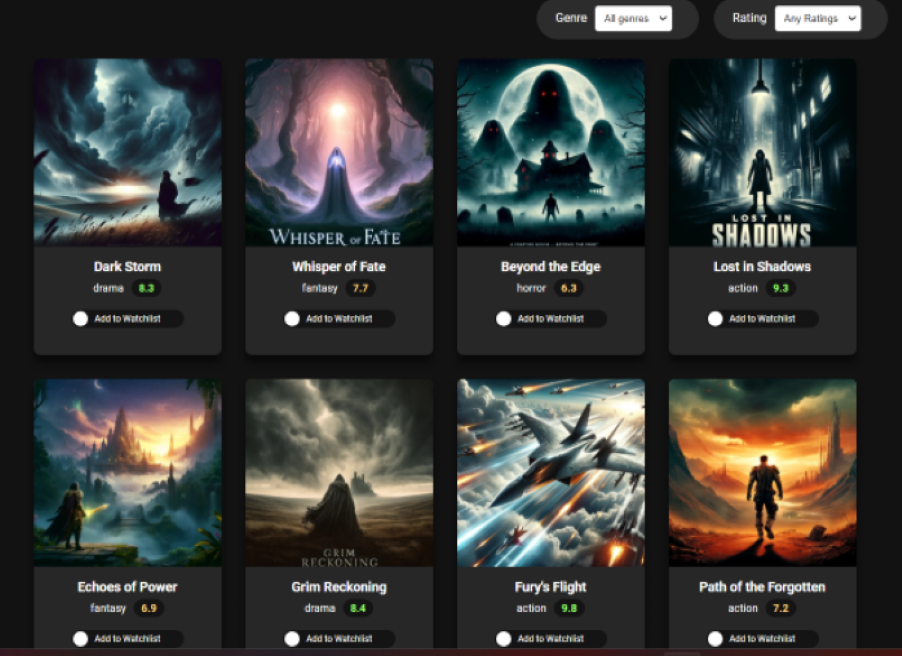 Genre All genres Rating Any Ratings
WHISPER OF FATE
LOST IN
SHADOWS
Dark Storm
drama 8.3
Add to Watchlist
Whisper of Fate
fantasy 7.7
Add to Watchlist
Beyond the Edge
horror 6.3
Add to Watchlist
Lost in Shadows
action 9.3
Add to Watchlist
GRIM
RECKONING
Echoes of Power
fantasy 6.9
Add to Watchlist
Grim Reckoning
drama 8.4
Add to Watchlist
Fury's Flight
action 9.8
Add to Watchlist
Path of the Forgotten
action 7.2
Add to Watchlist